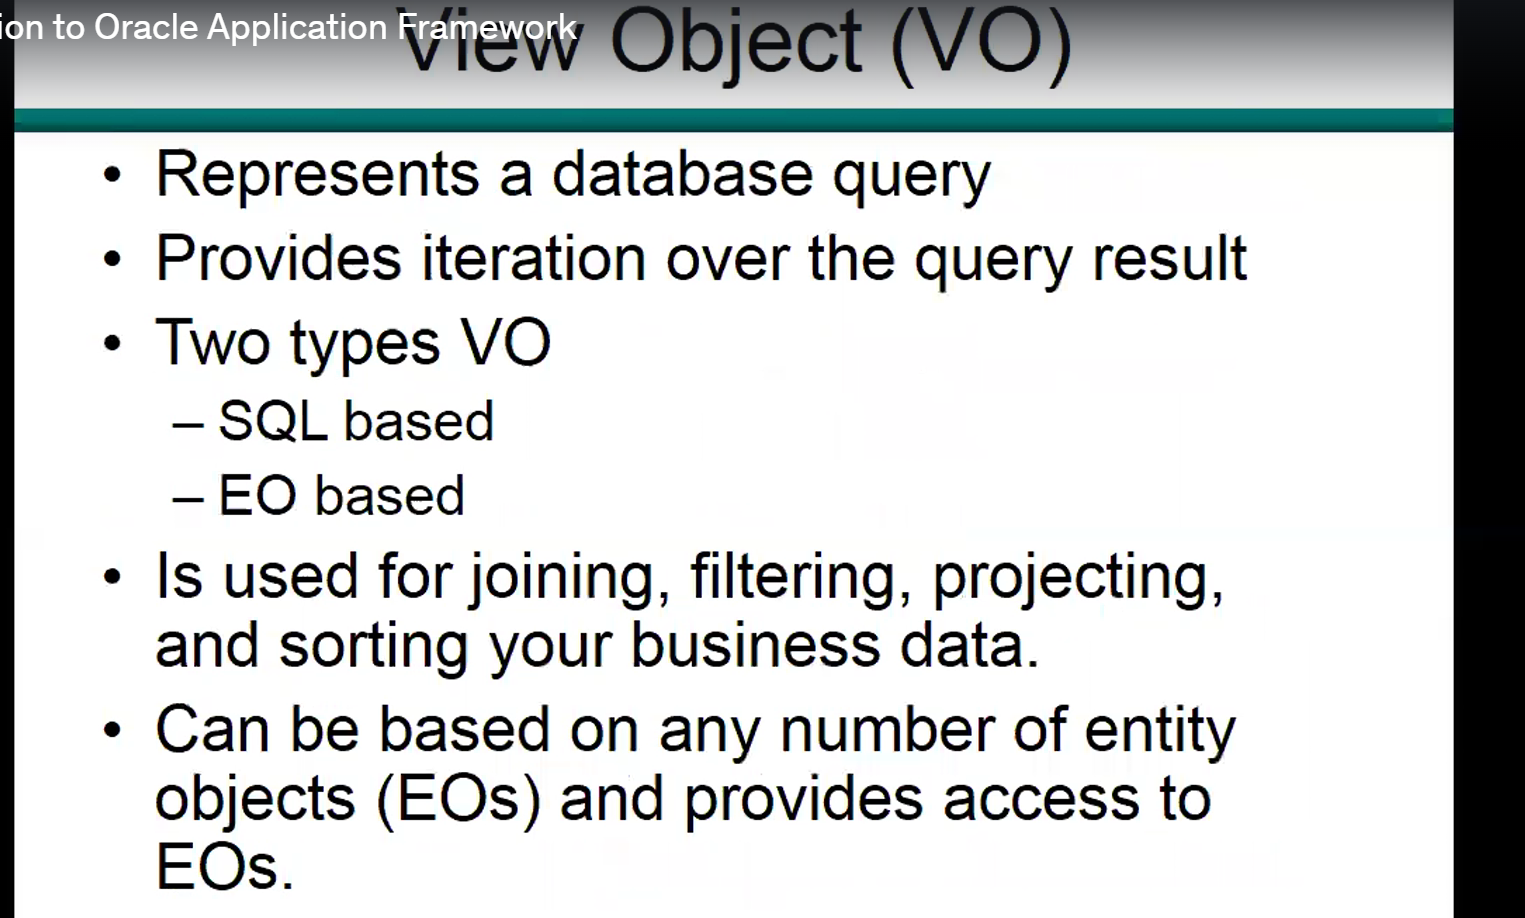 ion to Oracle Application Framework
View Object (VO)
• Represents a database query
• Provides iteration over the query result
• Two types VO
– SQL based
– EO based
• Is used for joining, filtering, projecting,
and sorting your business data.
• Can be based on any number of entity
objects (EOs) and provides access to
EOs.